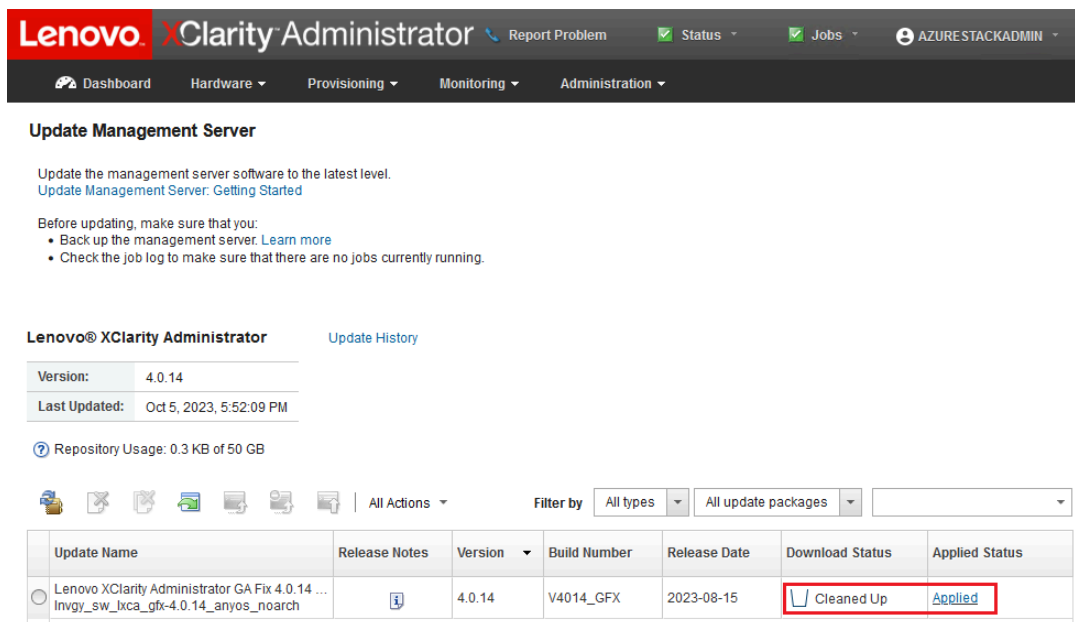 Lenovo. XClarity Administrator Report Problem Status Jobs AZURESTACKADMIN
Dashboard Hardware Provisioning Monitoring Administration
Update Management Server
Update the management server software to the latest level.
Update Management Server: Getting Started
Before updating, make sure that you:
• Back up the management server. Learn more
• Check the job log to make sure that there are no jobs currently running.
Lenovo® XClarity Administrator Update History
Version: 4.0.14
Last Updated: Oct 5, 2023, 5:52:09 PM
? Repository Usage: 0.3 KB of 50 GB
All Actions Filter by All types All update packages
Update Name Release Notes Version Build Number Release Date Download Status Applied Status
Lenovo XClarity Administrator GA Fix 4.0.14 ...
lnvgy_sw_lxca_gfx-4.0.14_anyos_noarch 4.0.14 V4014_GFX 2023-08-15 Cleaned Up Applied